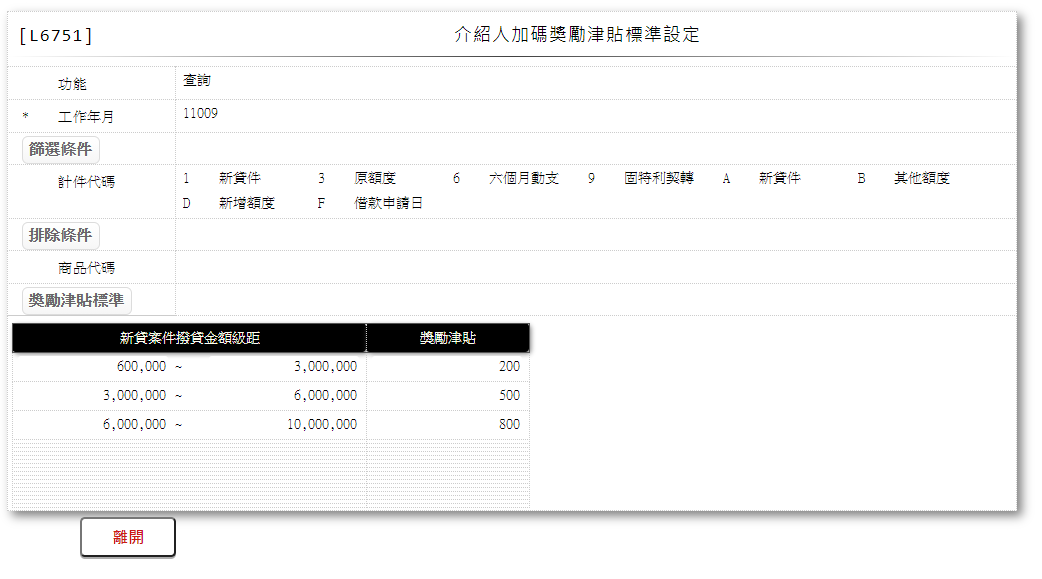 [L6751] 介紹人加碼獎勵津貼標準設定
功能 查詢
* 工作年月 11009
篩選條件
計件代碼 1 新貸件 3 原額度 6 六個月動支 9 固特利契轉 A 新貸件 B 其他額度
D 新增額度 F 借款申請日
排除條件
商品代碼
獎勵津貼標準
新貸案件撥貸金額級距 獎勵津貼
600,000 ~ 3,000,000 200
3,000,000 ~ 6,000,000 500
6,000,000 ~ 10,000,000 800
離開